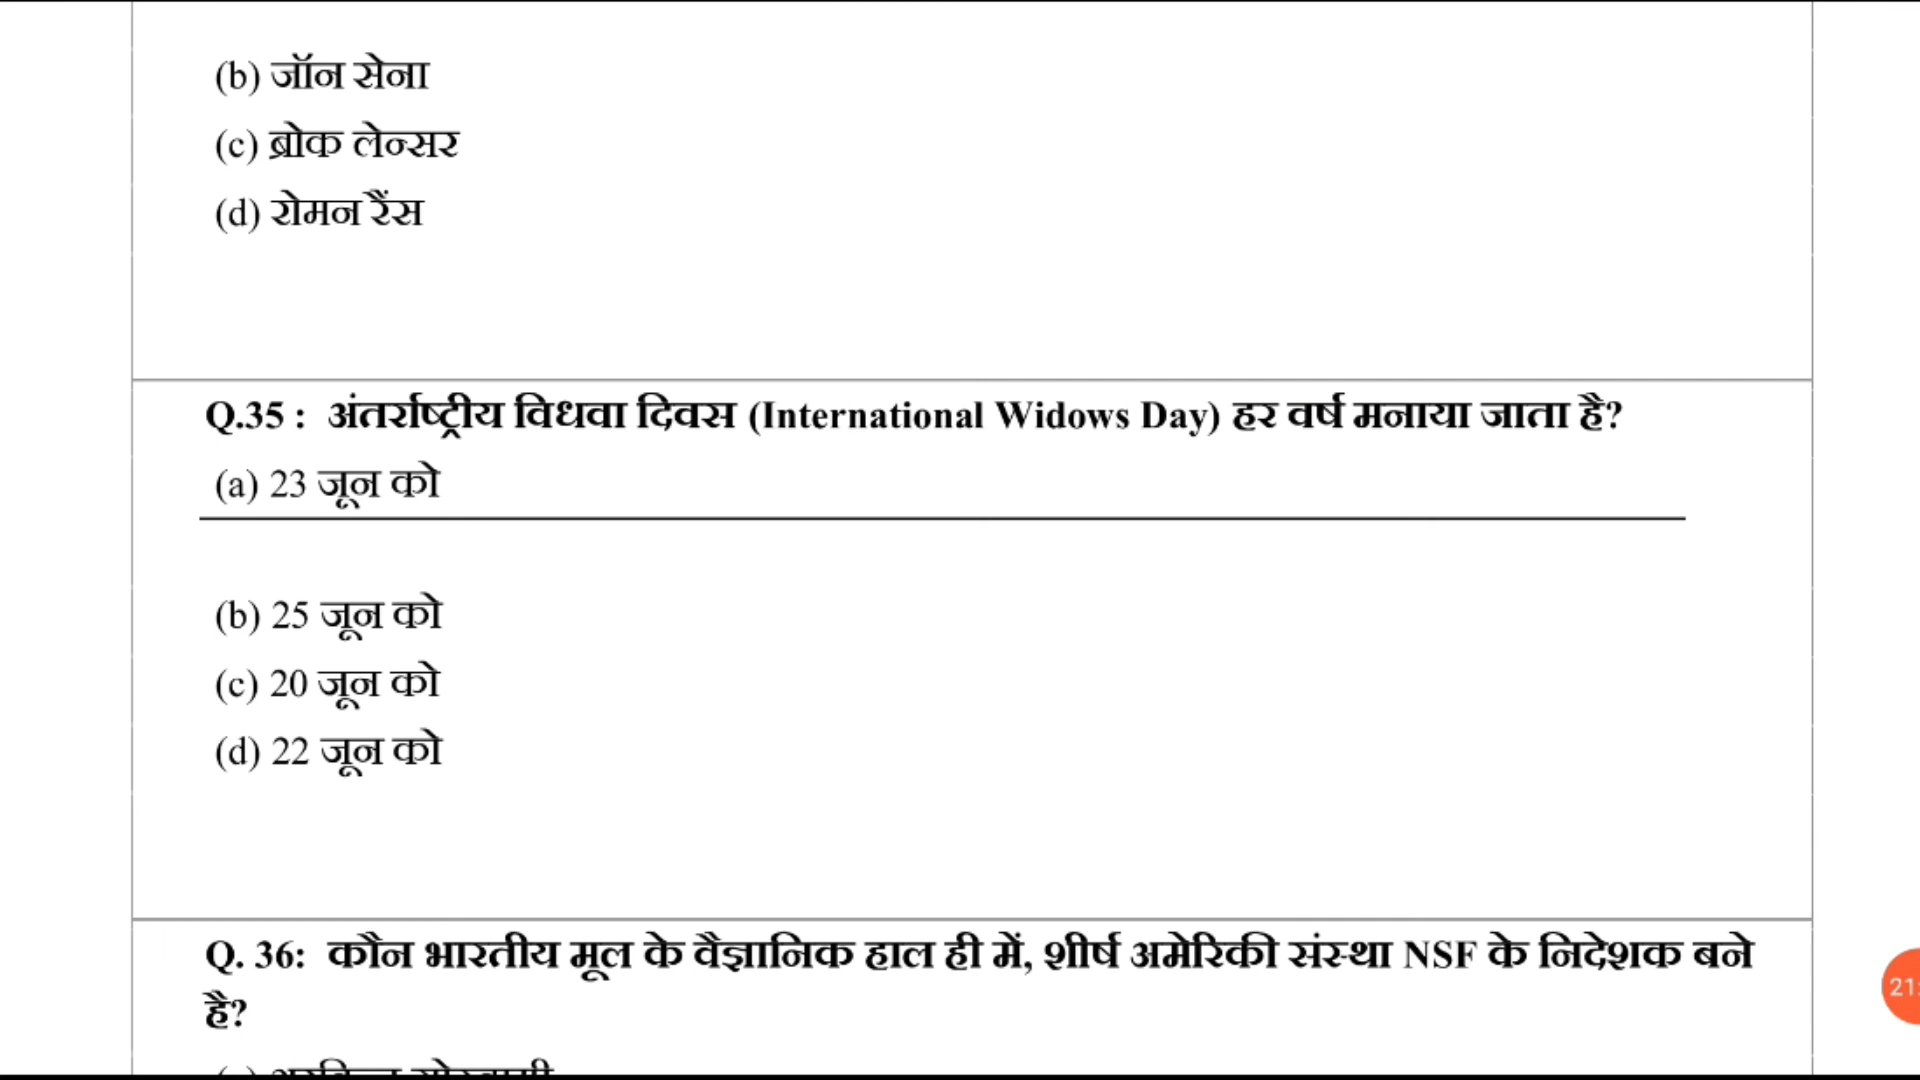 (b) जॉन सेना
(c) ब्रोक लेन्सर
(d) रोमन रैंस
Q.35 : अंतर्राष्ट्रीय विधवा दिवस (International Widows Day) हर वर्ष मनाया जाता है?
(a) 23 जून को
(b) 25 जून को
(c) 20 जून को
(d) 22 जून को
Q. 36: कौन भारतीय मूल के वैज्ञानिक हाल ही में, शीर्ष अमेरिकी संस्था NSF के निदेशक बने
है?
21